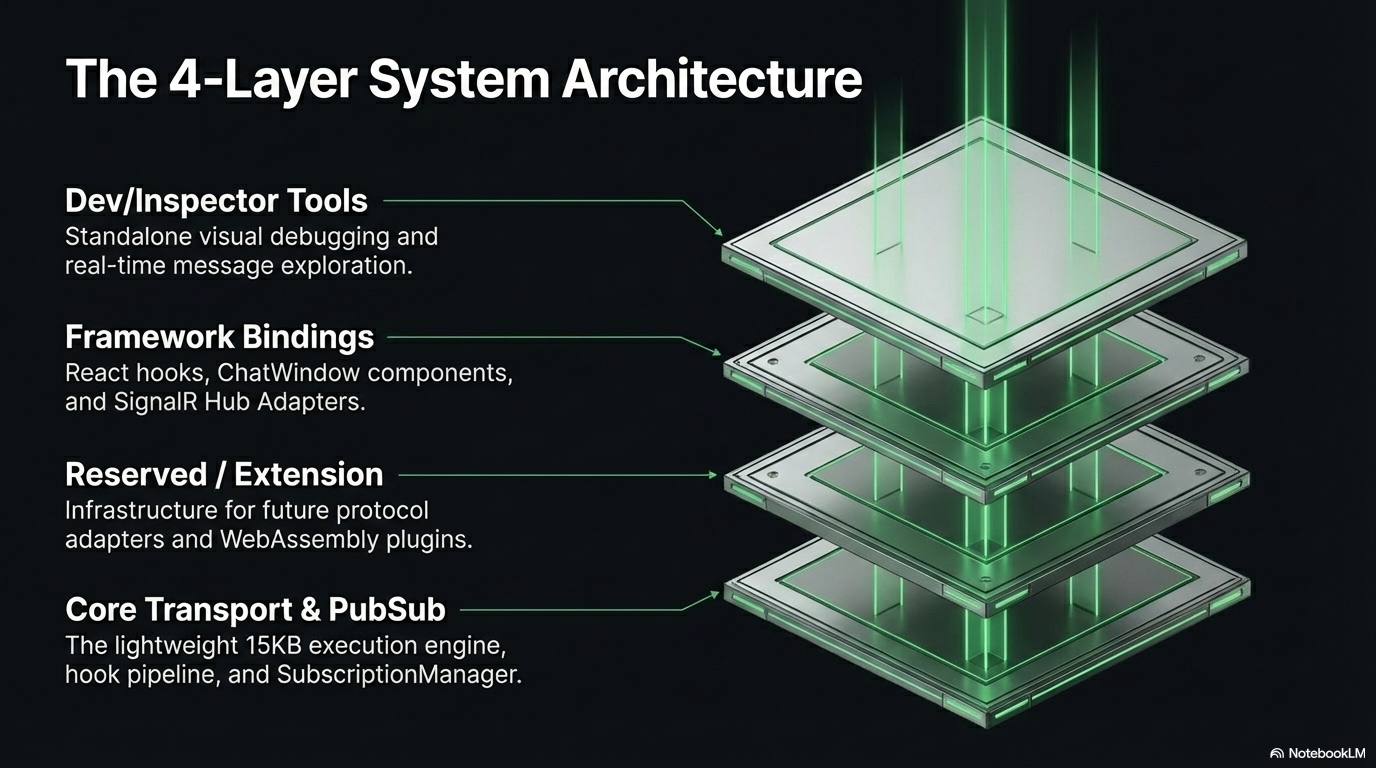 The 4-Layer System Architecture
Dev/Inspector Tools
Standalone visual debugging and
real-time message exploration.
Framework Bindings
React hooks, ChatWindow components,
and SignalR Hub Adapters.
Reserved / Extension
Infrastructure for future protocol
adapters and WebAssembly plugins.
Core Transport & PubSub
The lightweight 15KB execution engine,
hook pipeline, and SubscriptionManager.
NotebookLM